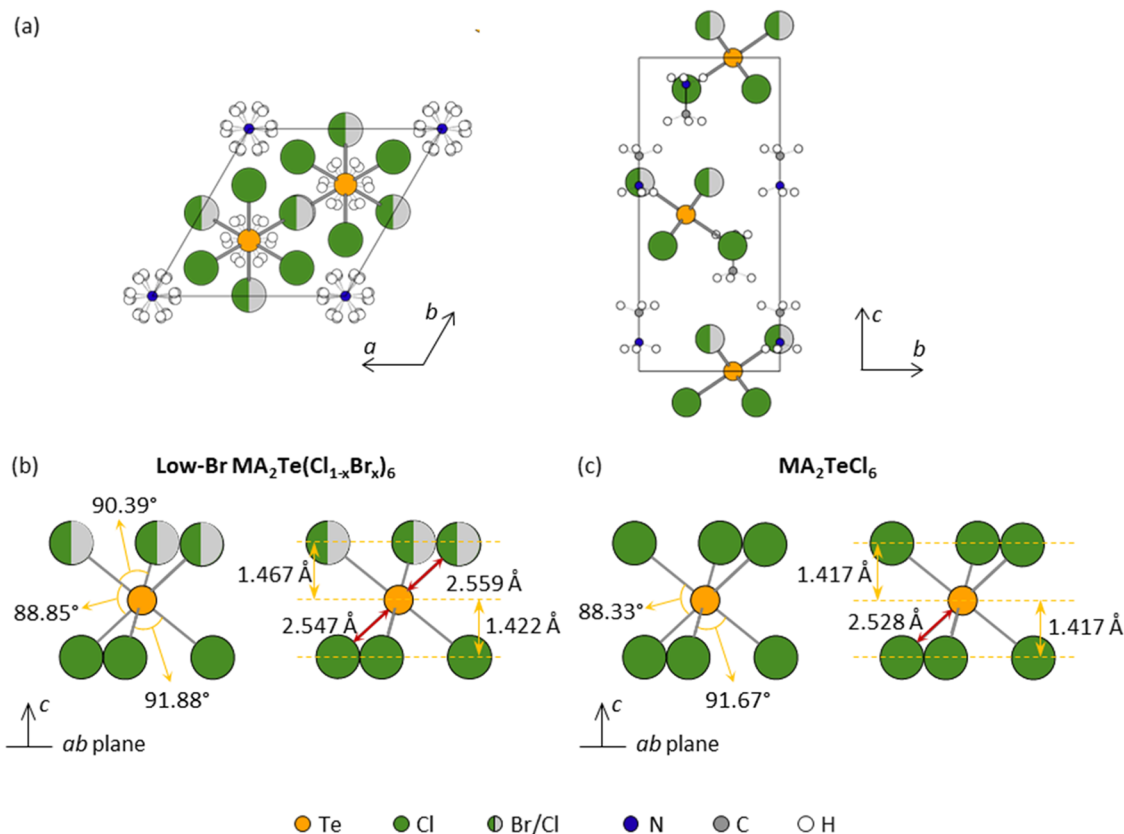 (a)
b
a
c
b
(b)
Low-Br MA₂Te(Cl₁₋ₓBrₓ)₆
(c)
MA₂TeCl₆
90.39°
88.85°
91.88°
1.467 Å
2.559 Å
2.547 Å
1.422 Å
c
ab plane
88.33°
91.67°
1.417 Å
2.528 Å
1.417 Å
c
ab plane
Te
Cl
Br/Cl
N
C
H